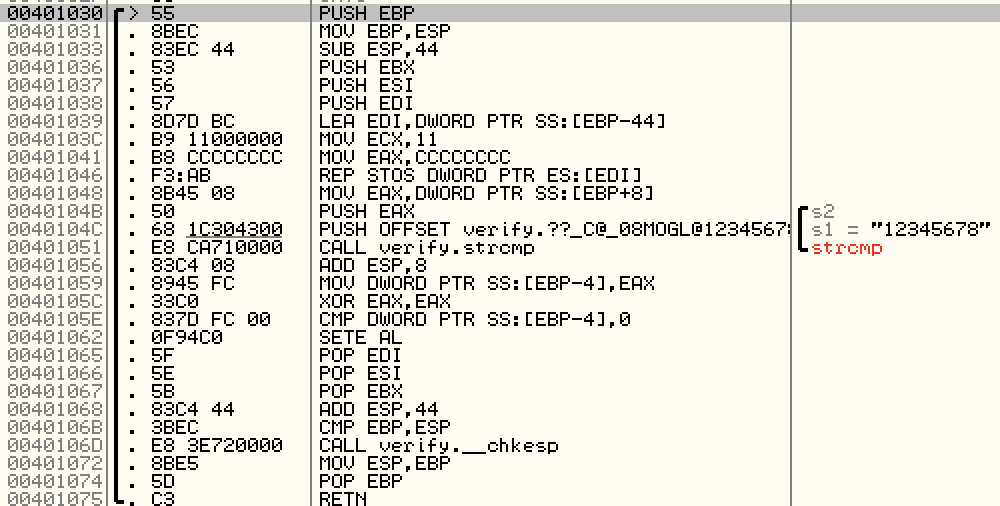 00401030 > 55 PUSH EBP
00401031 . 8BEC MOV EBP,ESP
00401033 . 83EC 44 SUB ESP,44
00401036 . 53 PUSH EBX
00401037 . 56 PUSH ESI
00401038 . 57 PUSH EDI
00401039 . 8D7D BC LEA EDI,DWORD PTR SS:[EBP-44]
0040103C . B9 11000000 MOV ECX,11
00401041 . B8 CCCCCCCC MOV EAX,CCCCCCCC
00401046 . F3:AB REP STOS DWORD PTR ES:[EDI]
00401048 . 8B45 08 MOV EAX,DWORD PTR SS:[EBP+8]
0040104B . 50 PUSH EAX s2
0040104C . 68 1C304300 PUSH OFFSET verify.??_C@_08MOGL@1234567 s1 = "12345678"
00401051 . E8 CA710000 CALL verify.strcmp strcmp
00401056 . 83C4 08 ADD ESP,8
00401059 . 8945 FC MOV DWORD PTR SS:[EBP-4],EAX
0040105C . 33C0 XOR EAX,EAX
0040105E . 837D FC 00 CMP DWORD PTR SS:[EBP-4],0
00401062 . 0F94C0 SETE AL
00401065 . 5F POP EDI
00401066 . 5E POP ESI
00401067 . 5B POP EBX
00401068 . 83C4 44 ADD ESP,44
0040106B . 3BEC CMP EBP,ESP
0040106D . E8 3E720000 CALL verify.__chkesp
00401072 . 8BE5 MOV ESP,EBP
00401074 . 5D POP EBP
00401075 . C3 RETN